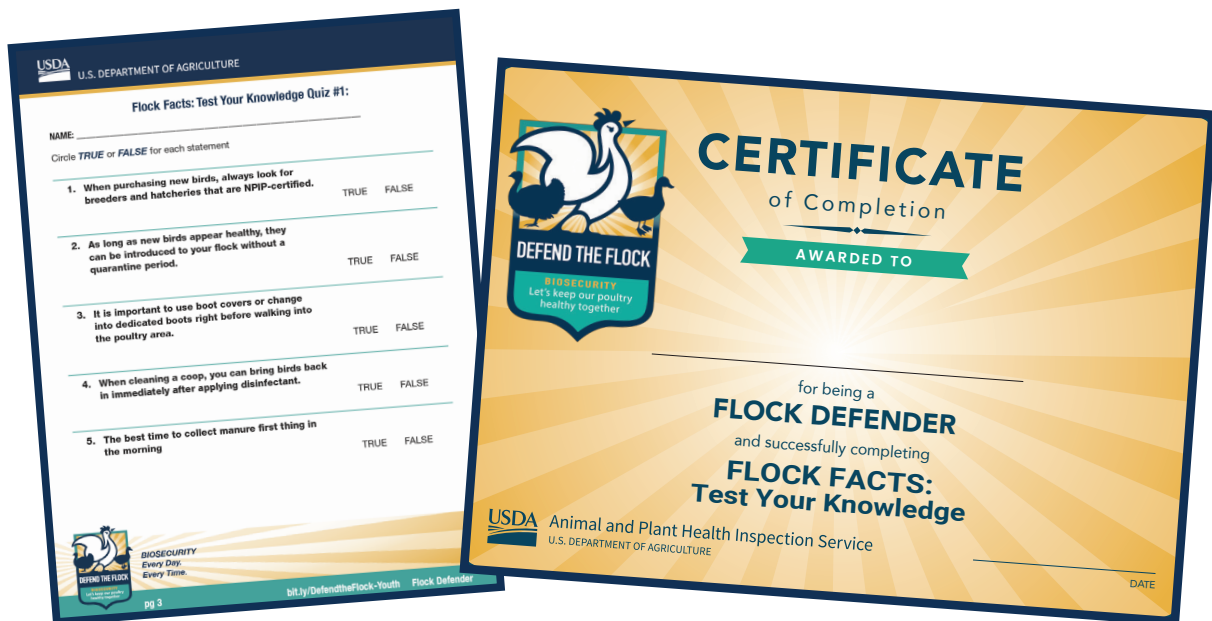 USDA
U.S. DEPARTMENT OF AGRICULTURE
Flock Facts: Test Your Knowledge Quiz #1:
NAME:
Circle TRUE or FALSE for each statement
1. When purchasing new birds, always look for
breeders and hatcheries that are NPIP-certified.
TRUE FALSE
2. As long as new birds appear healthy, they
can be introduced to your flock without a
quarantine period.
TRUE FALSE
3. It is important to use boot covers or change
into dedicated boots right before walking into
the poultry area.
TRUE FALSE
4. When cleaning a coop, you can bring birds back
in immediately after applying disinfectant.
TRUE FALSE
5. The best time to collect manure first thing in
the morning
TRUE FALSE
DEFEND THE FLOCK
BIOSECURITY
Let's keep our poultry
healthy together
BIOSECURITY
Every Day.
Every Time.
pg 3
bit.ly/DefendtheFlock-Youth Flock Defender
DEFEND THE FLOCK
BIOSECURITY
Let's keep our poultry
healthy together
CERTIFICATE
of Completion
AWARDED TO
for being a
FLOCK DEFENDER
and successfully completing
FLOCK FACTS:
Test Your Knowledge
USDA
Animal and Plant Health Inspection Service
U.S. DEPARTMENT OF AGRICULTURE
DATE